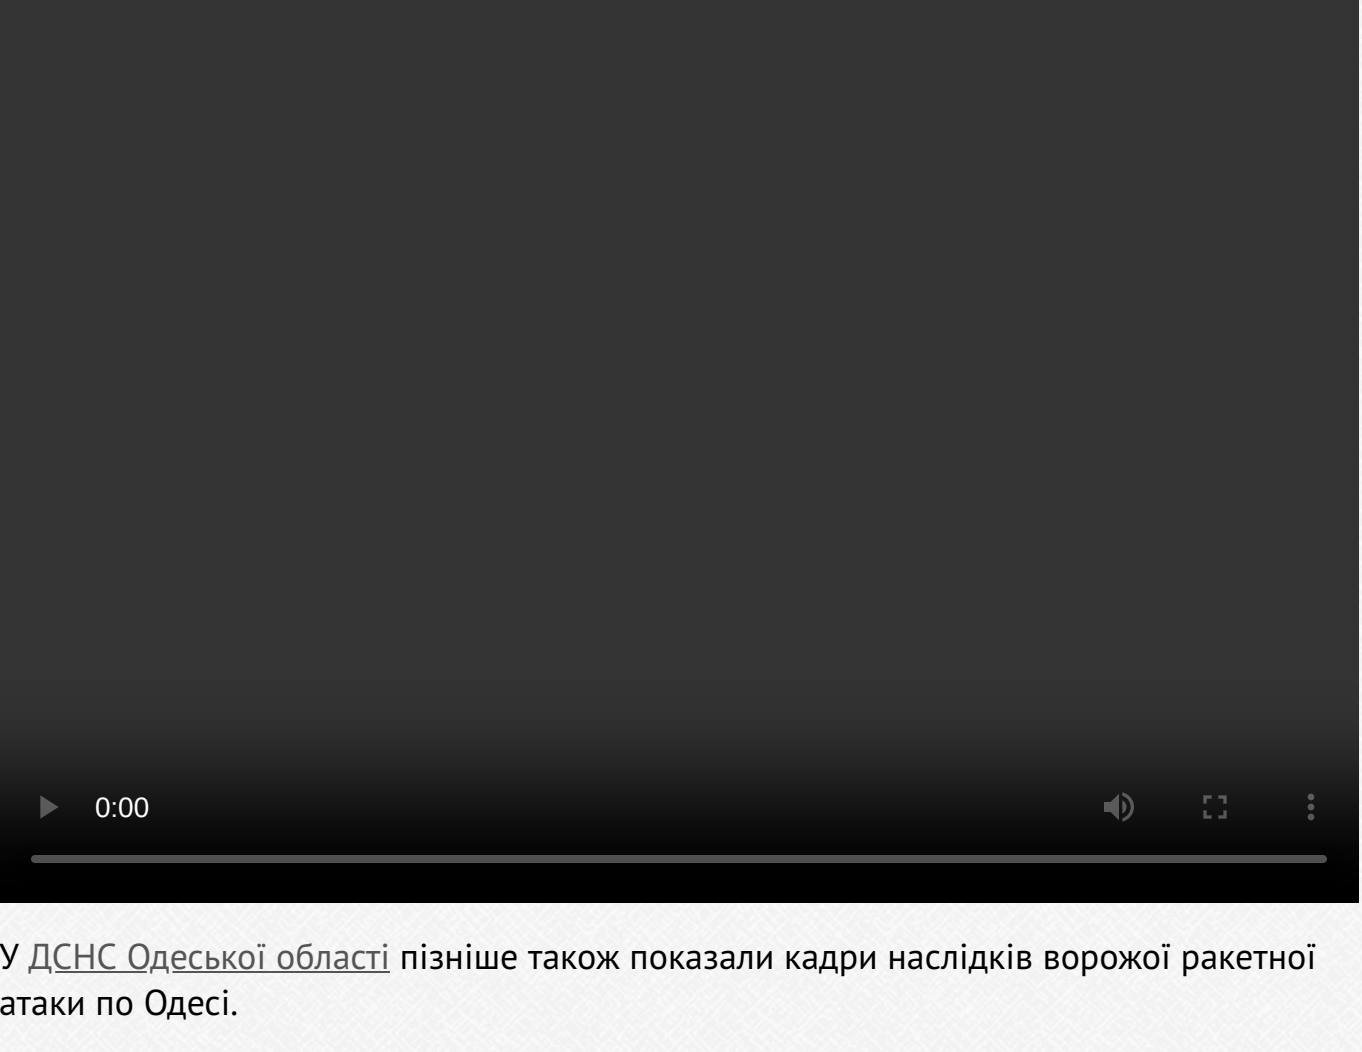 0:00
У ДСНС Одеської області пізніше також показали кадри наслідків ворожої ракетної
атаки по Одесі.